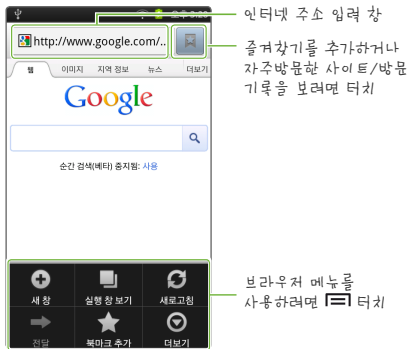 인터넷 주소 입력 창
http://www.google.com/..
즐겨찾기를 추가하거나
자주방문한 사이트/방문
기록을 보려면 터치
웹 이미지 지역 정보 뉴스 더보기
Google
순간 검색(베타) 중지됨: 사용
새 창 실행 창 보기 새로고침
전달 북마크 추가 더보기
브라우저 메뉴를
사용하려면 터치